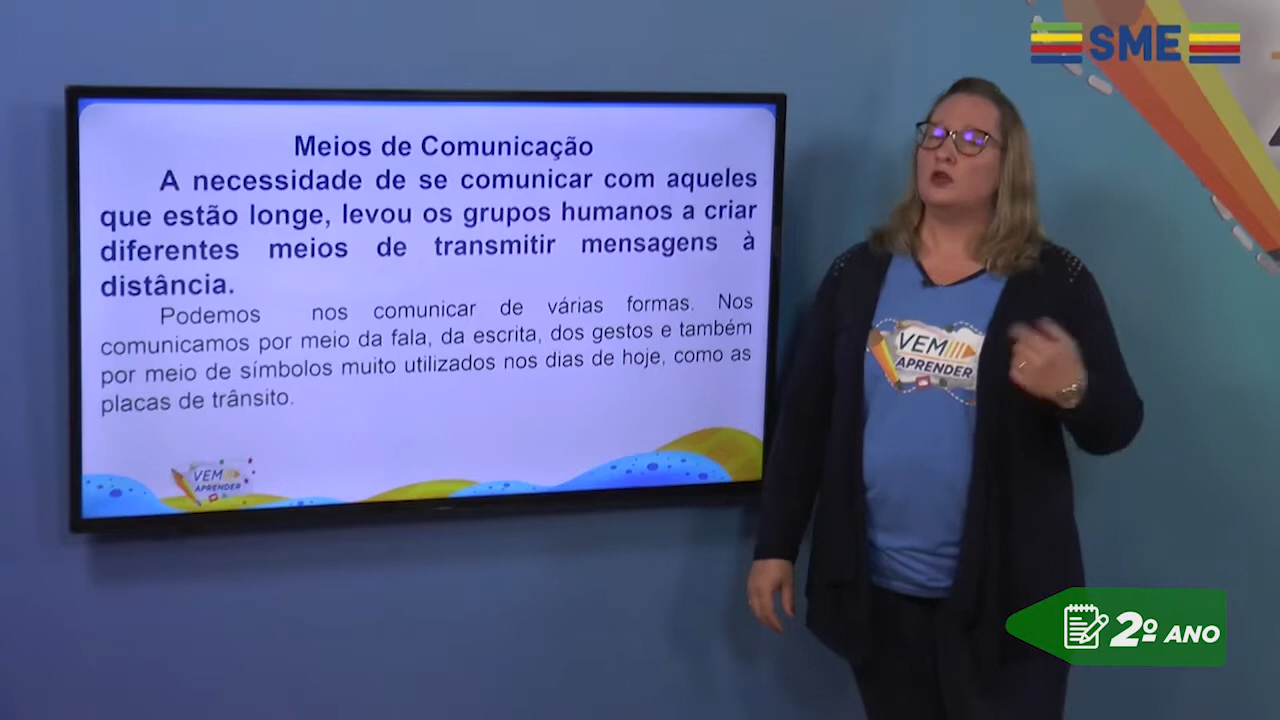 SME
Meios de Comunicação
A necessidade de se comunicar com aqueles
que estão longe, levou os grupos humanos a criar
diferentes meios de transmitir mensagens à
distância.
Podemos nos comunicar de várias formas. Nos
comunicamos por meio da fala, da escrita, dos gestos e também
por meio de símbolos muito utilizados nos dias de hoje, como as
placas de trânsito.
VEM
APRENDER
VEM
APRENDER
2º ANO